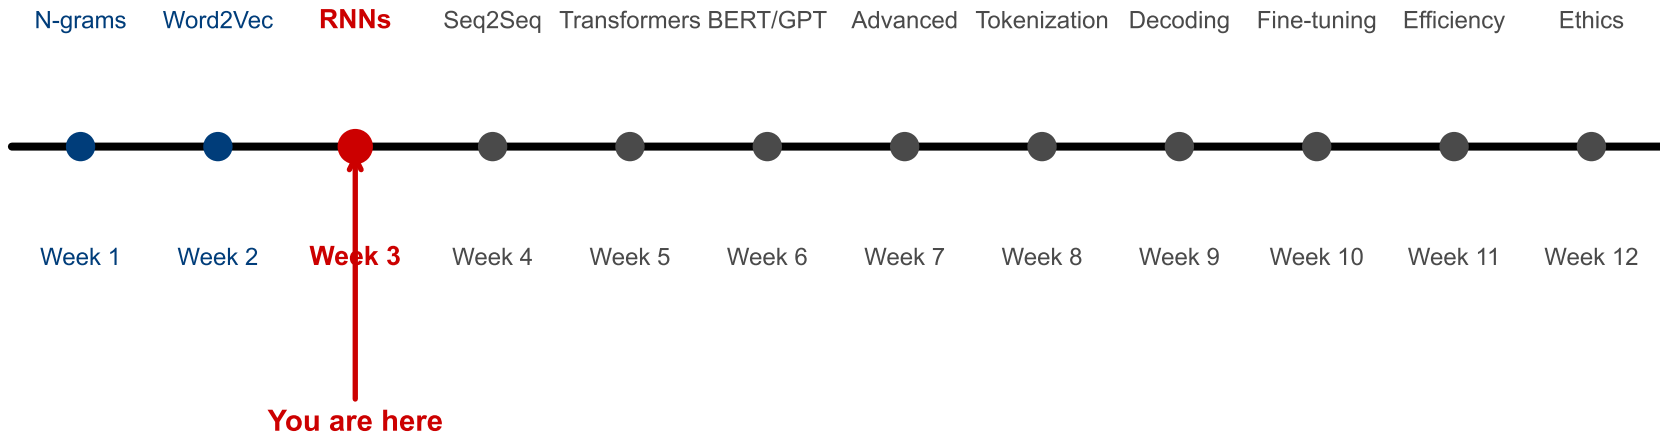 N-grams Word2Vec RNNs Seq2Seq Transformers BERT/GPT Advanced Tokenization Decoding Fine-tuning Efficiency Ethics
Week 1 Week 2 Week 3 Week 4 Week 5 Week 6 Week 7 Week 8 Week 9 Week 10 Week 11 Week 12
You are here